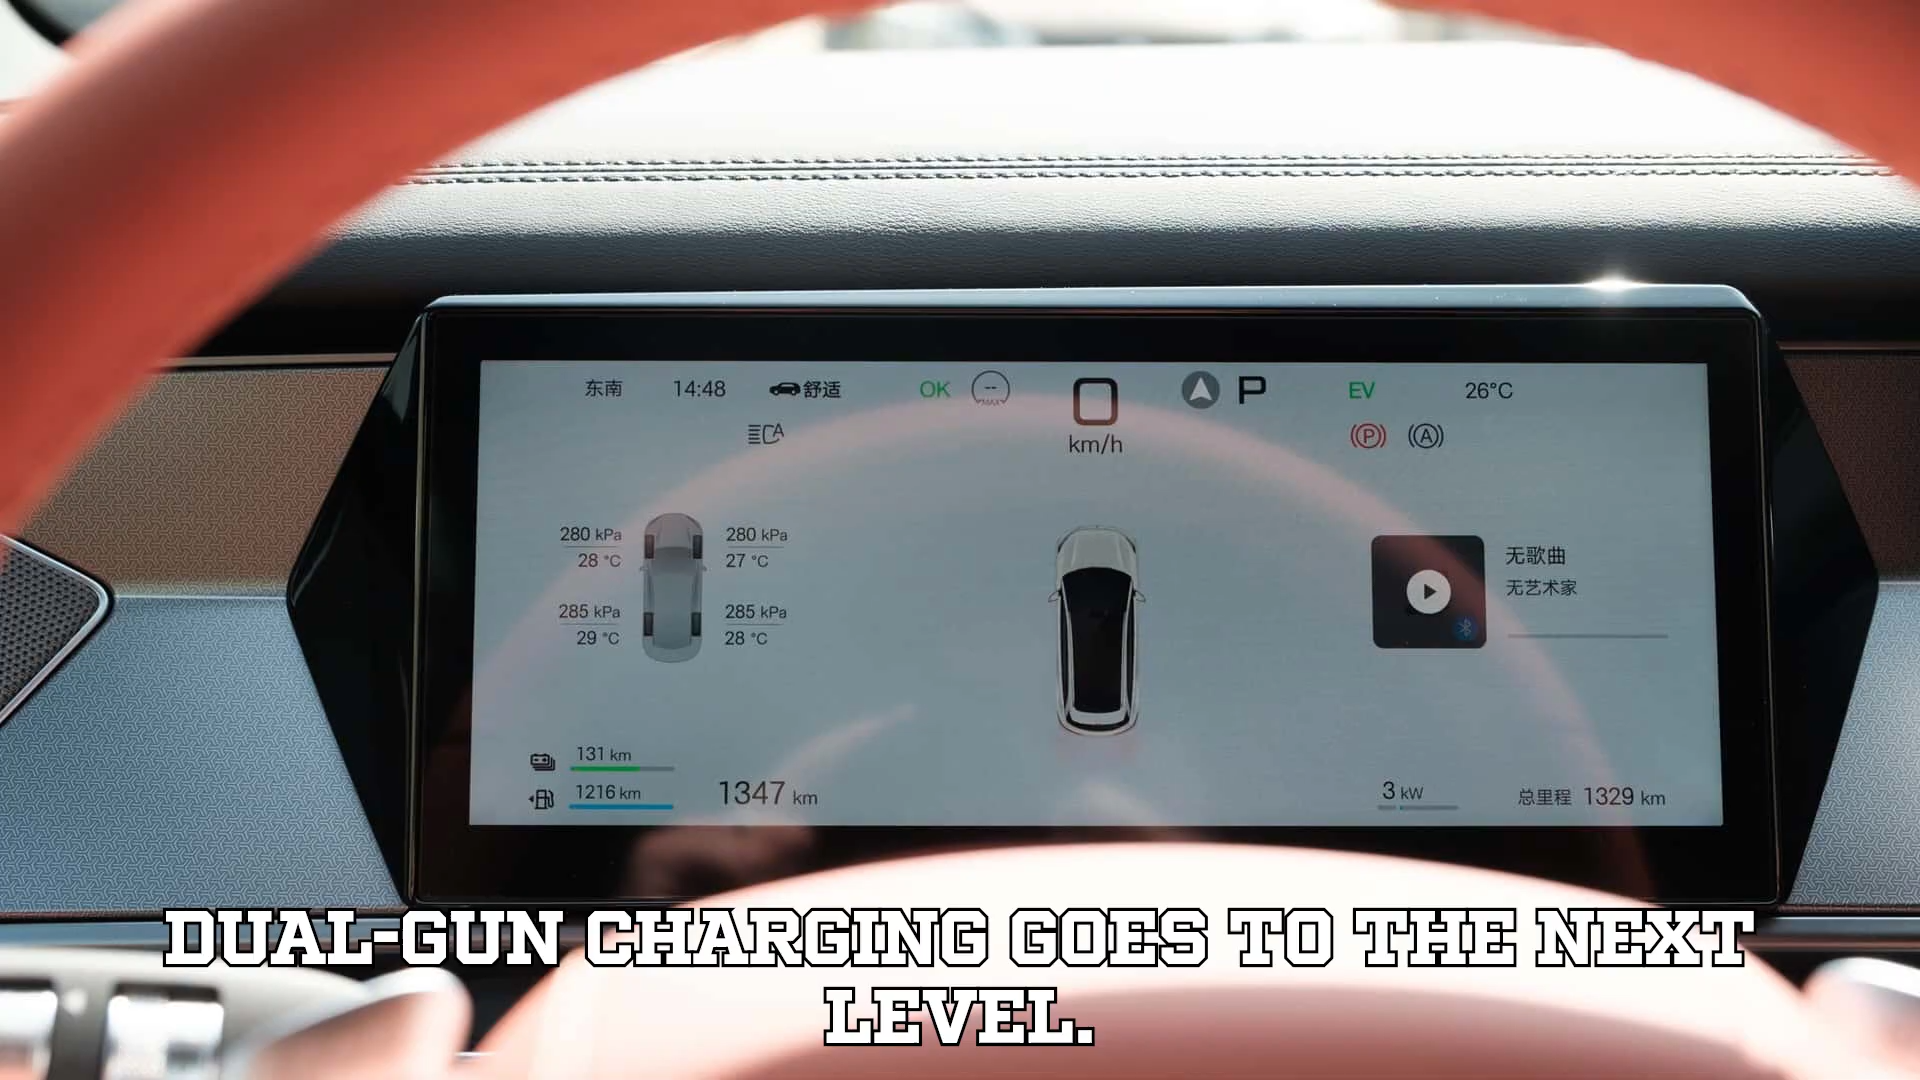 东南 14:48 舒适 OK -- MAX 0 P EV 26°C
A km/h P A
280 kPa 280 kPa
28 °C 27 °C
285 kPa 285 kPa
29 °C 28 °C
无歌曲
无艺术家
131 km
1216 km 1347 km 3 kW 总里程 1329 km
DUAL-GUN CHARGING GOES TO THE NEXT
LEVEL.